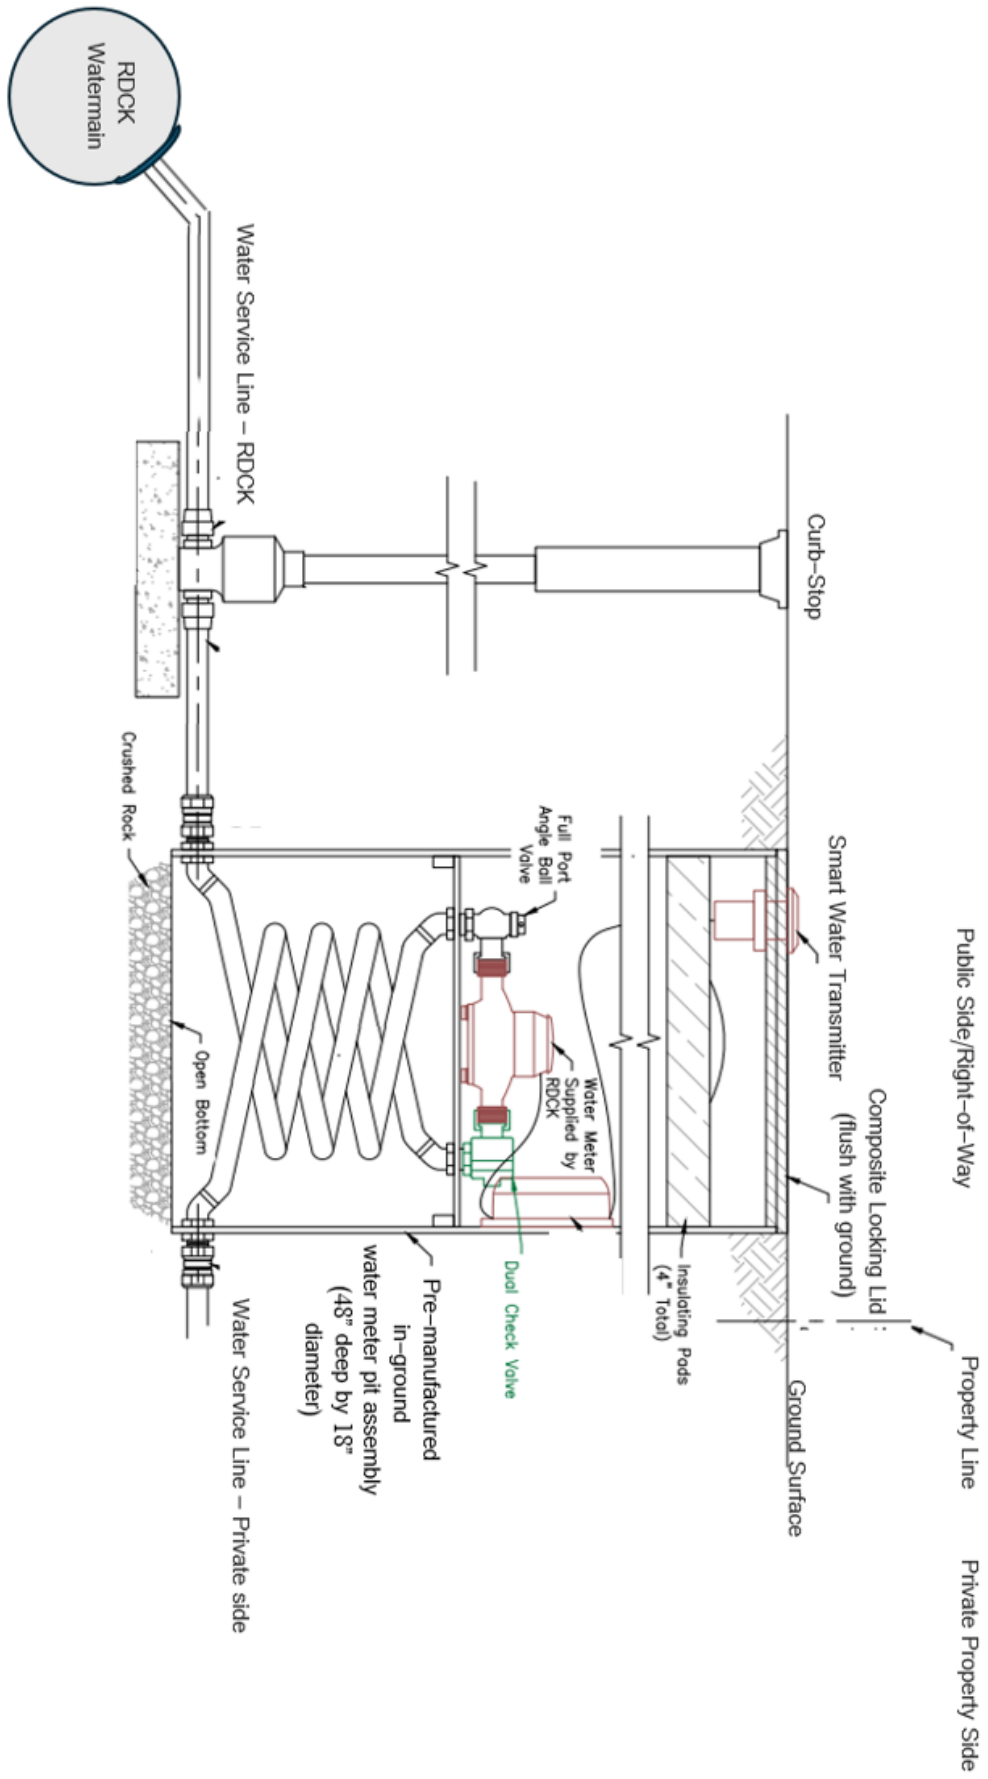 Public Side/Right-of-Way
Property Line
Private Property Side
Composite Locking Lid
(flush with ground)
Smart Water Transmitter
Curb-Stop
Ground Surface
Insulating Pads
(4" Total)
Full Port
Angle Ball
Valve
Water Meter
Supplied by
RDCK
Dual Check Valve
Pre-manufactured
in-ground
water meter pit assembly
(48" deep by 18"
diameter)
RDCK
Watermain
Water Service Line - RDCK
Water Service Line - Private side
Open Bottom
Crushed Rock